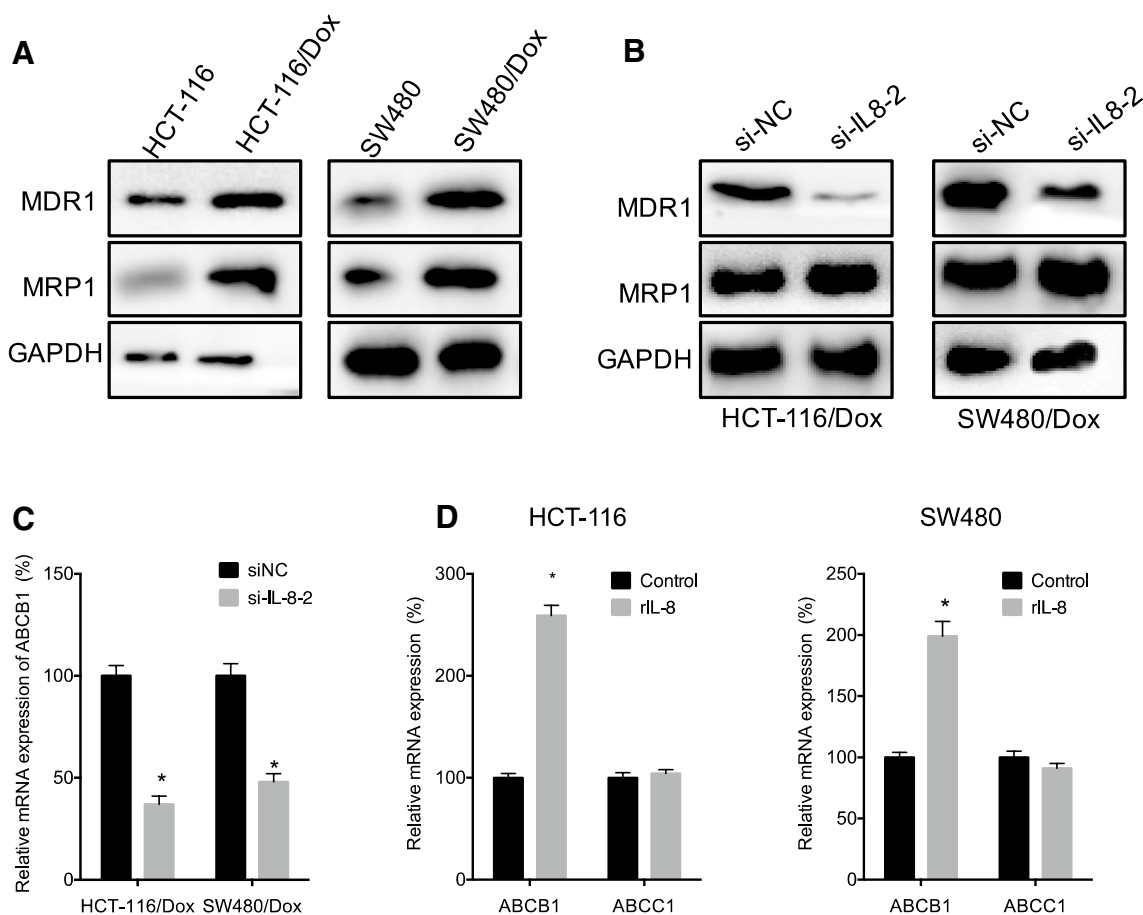 A
HCT-116
HCT-116/Dox
SW480
SW480/Dox
MDR1
MRP1
GAPDH
B
si-NC
si-IL8-2
si-NC
si-IL8-2
MDR1
MRP1
GAPDH
HCT-116/Dox
SW480/Dox
C
Relative mRNA expression of ABCB1 (%)
150
100
50
0
siNC
si-IL-8-2
*
*
HCT-116/Dox
SW480/Dox
D
HCT-116
Relative mRNA expression (%)
300
200
100
0
Control
rIL-8
*
ABCB1
ABCC1
SW480
Relative mRNA expression (%)
250
200
150
100
50
0
Control
rIL-8
*
ABCB1
ABCC1